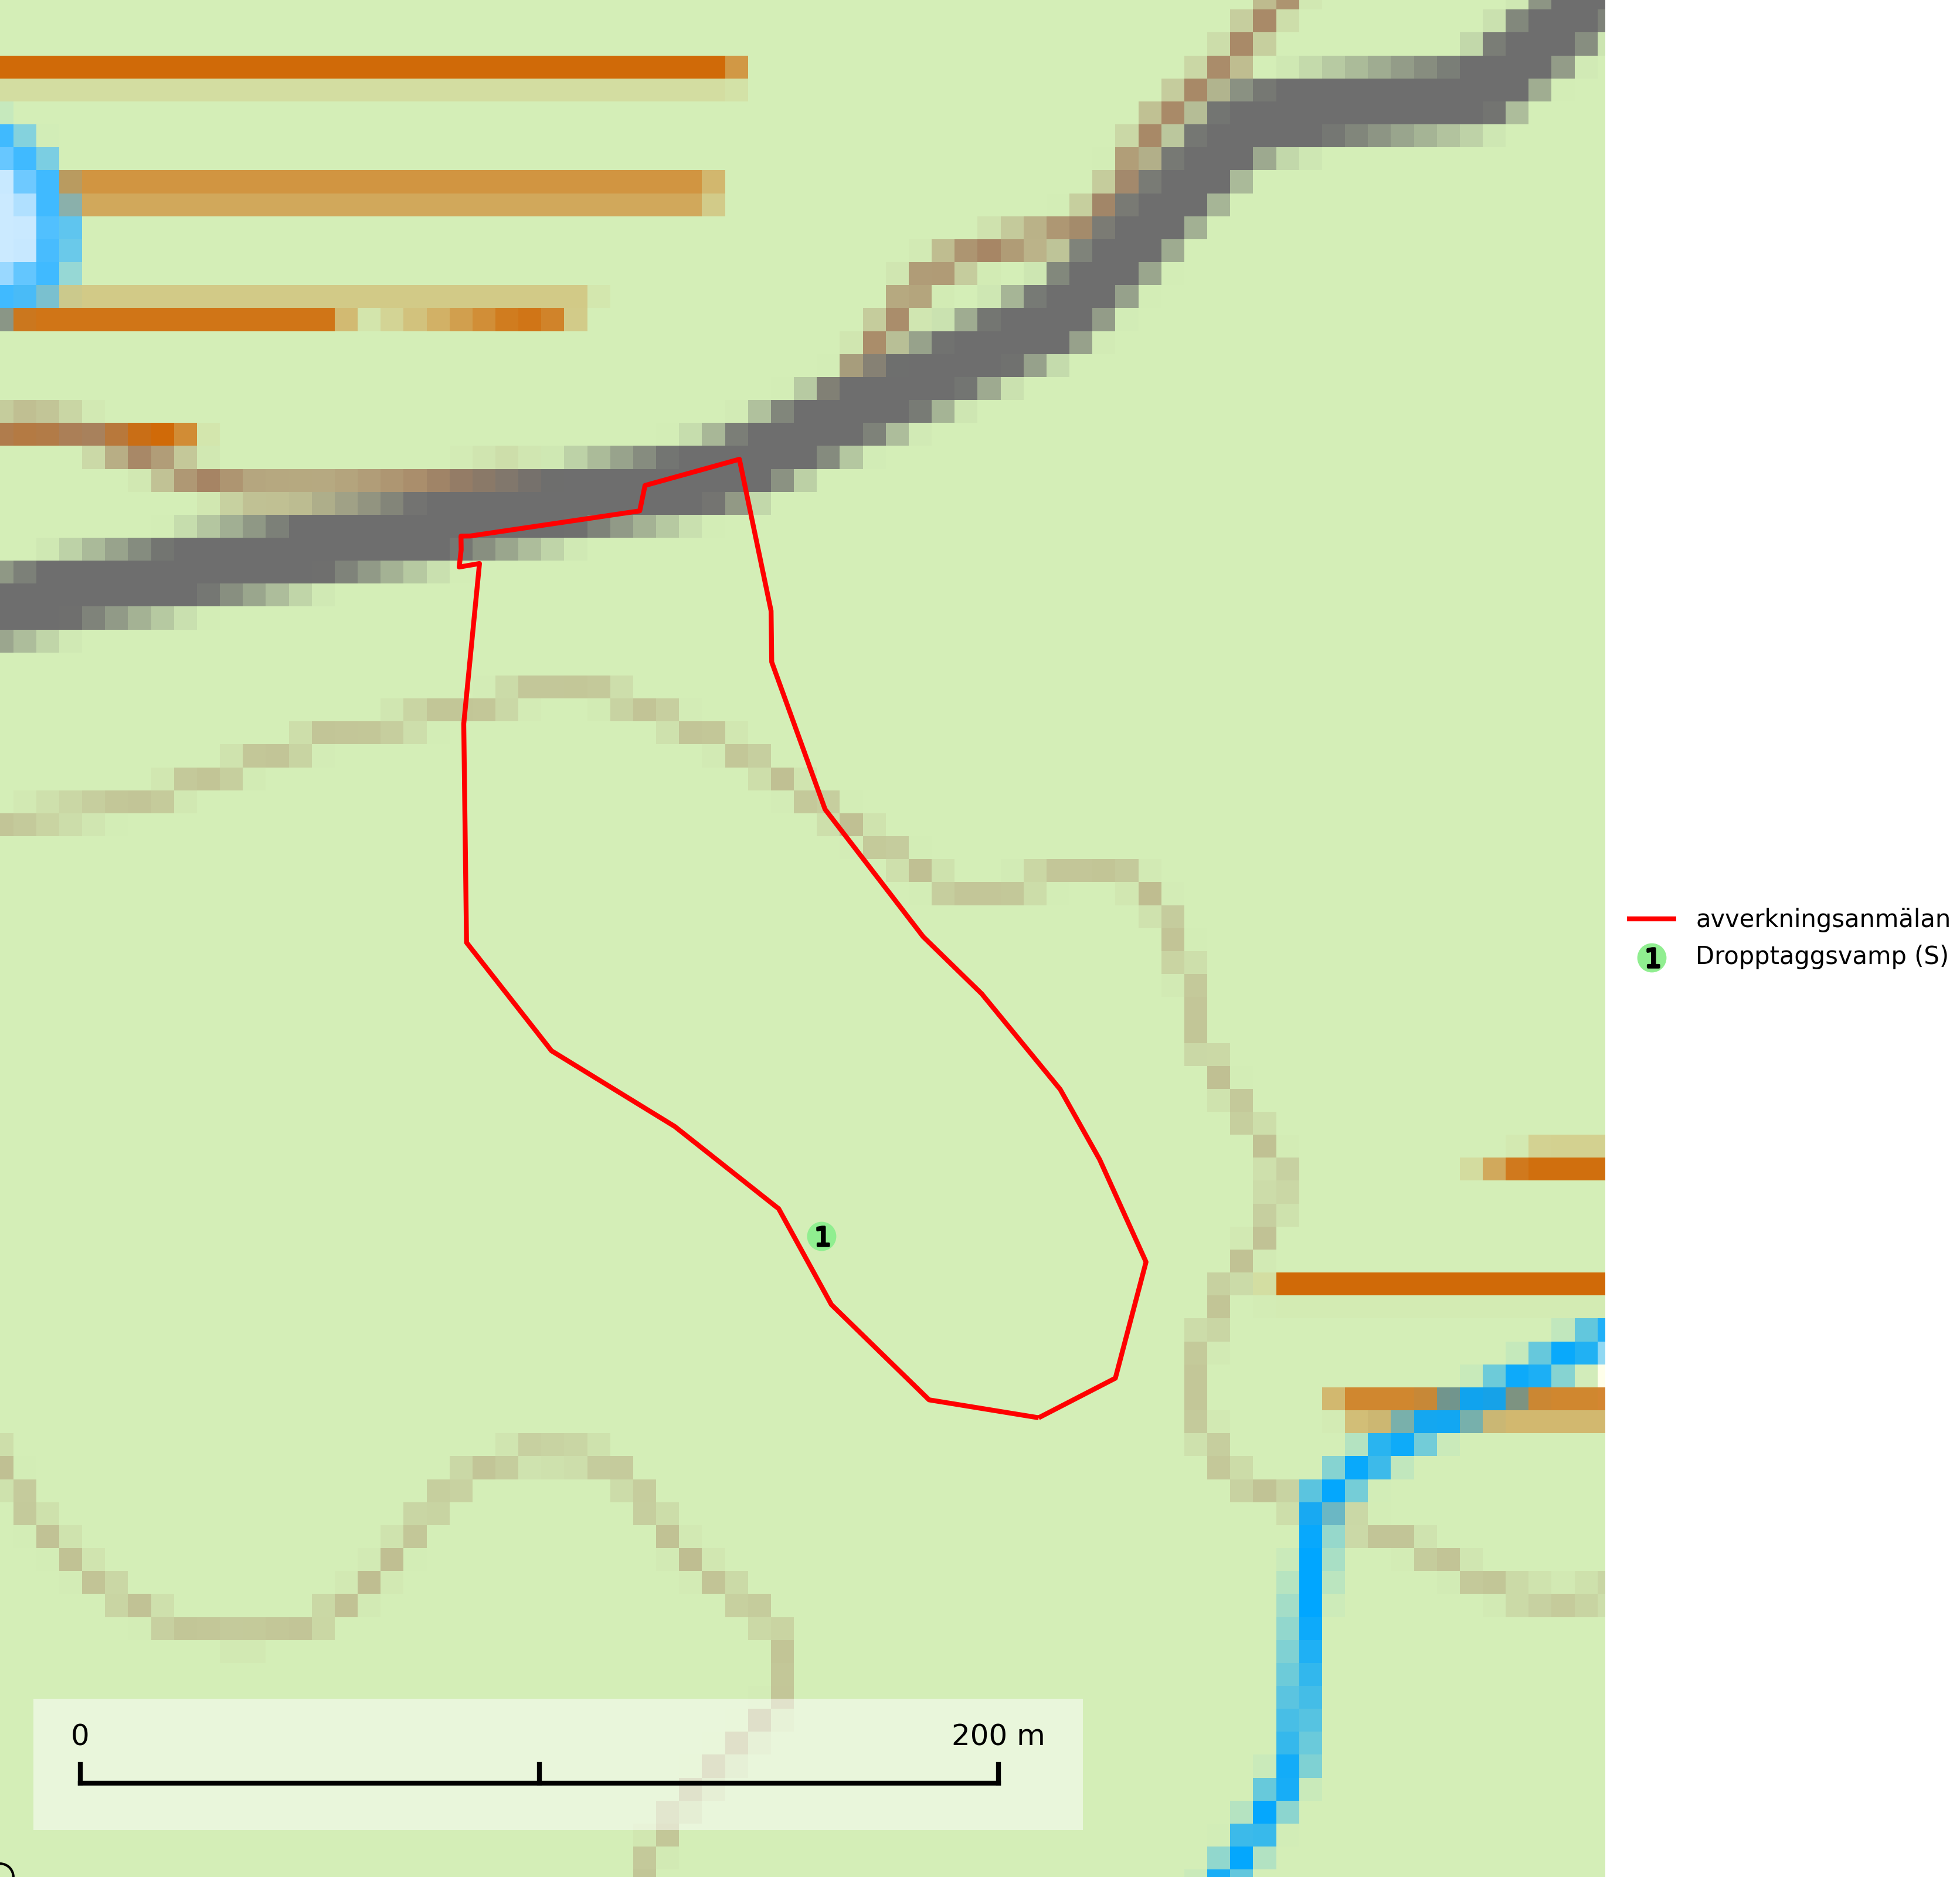 avverkningsanmälan
1 Dropptaggsvamp (S)
1
0 200 m